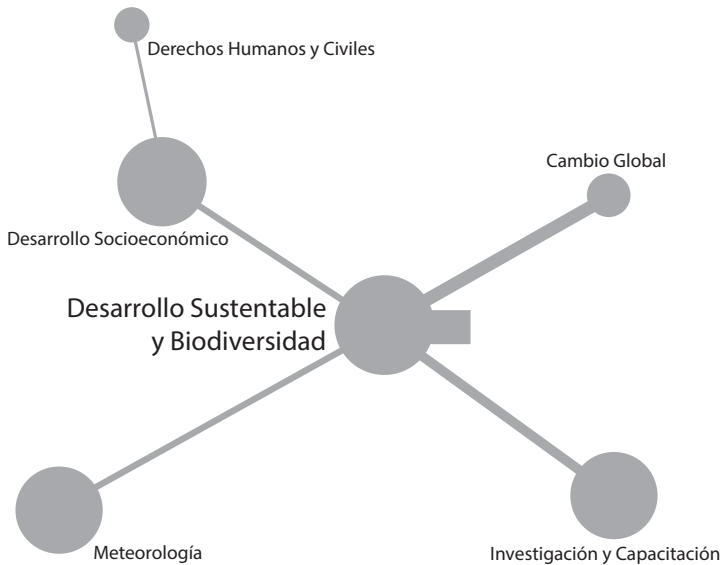 Derechos Humanos y Civiles
Cambio Global
Desarrollo Socioeconómico
Desarrollo Sustentable
y Biodiversidad
Meteorología
Investigación y Capacitación